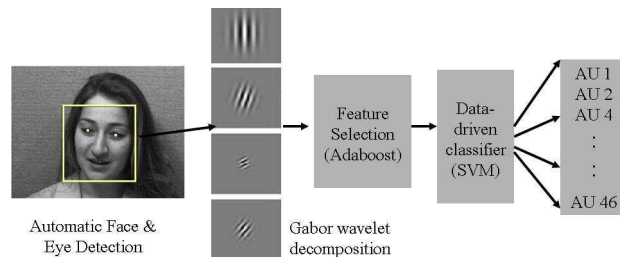 Automatic Face &
Eye Detection
Gabor wavelet
decomposition
Feature
Selection
(Adaboost)
Data-
driven
classifier
(SVM)
AU 1
AU 2
AU 4
:
:
AU 46